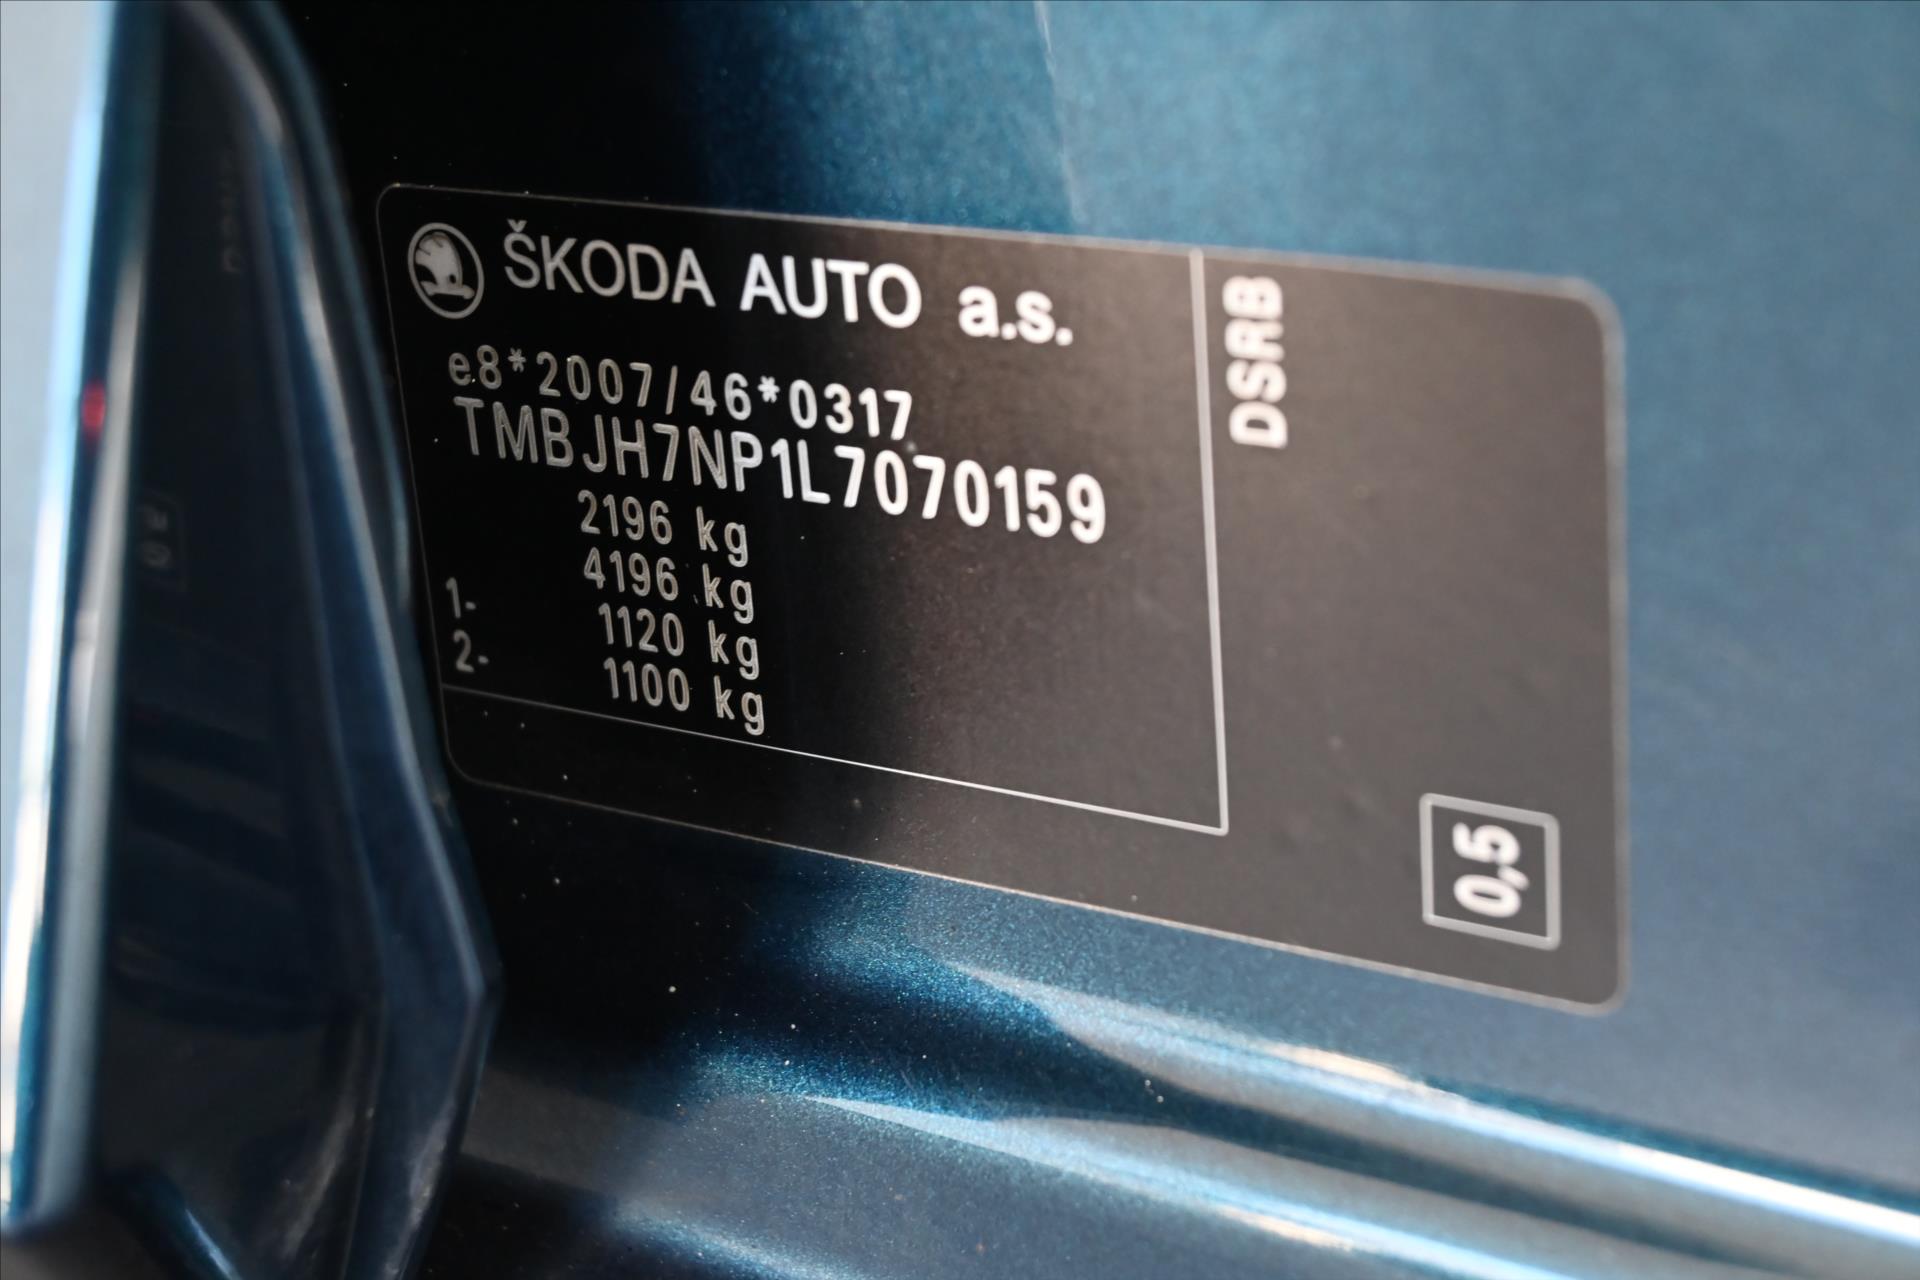 ŠKODA AUTO a.s.
e8*2007/46*0317
TMBJH7NP1L7070159
2196 kg
4196 kg
1- 1120 kg
2- 1100 kg
DSRB
0,5